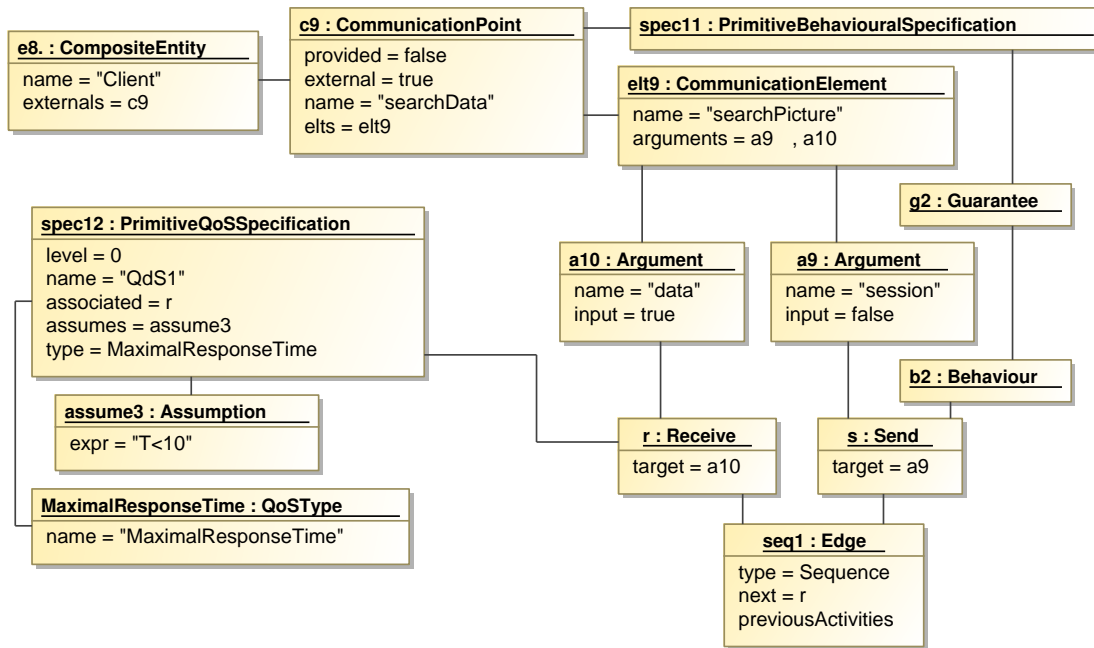 e8. : CompositeEntity
name = "Client"
externals = c9
c9 : CommunicationPoint
provided = false
external = true
name = "searchData"
elts = elt9
spec11 : PrimitiveBehaviouralSpecification
elt9 : CommunicationElement
name = "searchPicture"
arguments = a9 , a10
g2 : Guarantee
spec12 : PrimitiveQoSSpecification
level = 0
name = "QdS1"
associated = r
assumes = assume3
type = MaximalResponseTime
a10 : Argument
name = "data"
input = true
a9 : Argument
name = "session"
input = false
b2 : Behaviour
assume3 : Assumption
expr = "T<10"
r : Receive
target = a10
s : Send
target = a9
MaximalResponseTime : QoSType
name = "MaximalResponseTime"
seq1 : Edge
type = Sequence
next = r
previousActivities